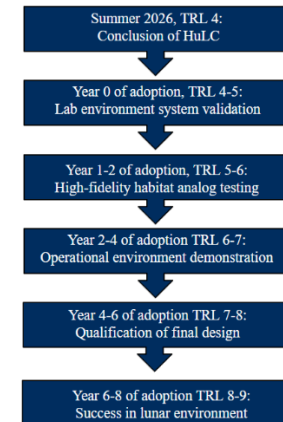 Summer 2026, TRL 4:
Conclusion of HuLC
Year 0 of adoption, TRL 4-5:
Lab environment system validation
Year 1-2 of adoption, TRL 5-6:
High-fidelity habitat analog testing
Year 2-4 of adoption TRL 6-7:
Operational environment demonstration
Year 4-6 of adoption TRL 7-8:
Qualification of final design
Year 6-8 of adoption TRL 8-9:
Success in lunar environment